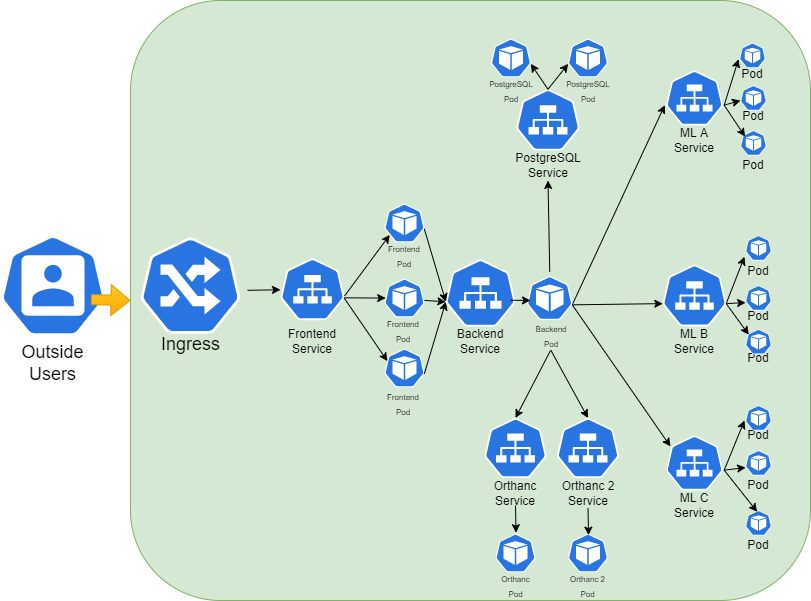 PostgreSQL
Pod
PostgreSQL
Pod
PostgreSQL
Service
ML A
Service
Pod
Pod
Pod
Outside
Users
Ingress
Frontend
Service
Frontend
Pod
Frontend
Pod
Frontend
Pod
Backend
Service
Backend
Pod
ML B
Service
Pod
Pod
Pod
Orthanc
Service
Orthanc 2
Service
Orthanc
Pod
Orthanc 2
Pod
ML C
Service
Pod
Pod
Pod